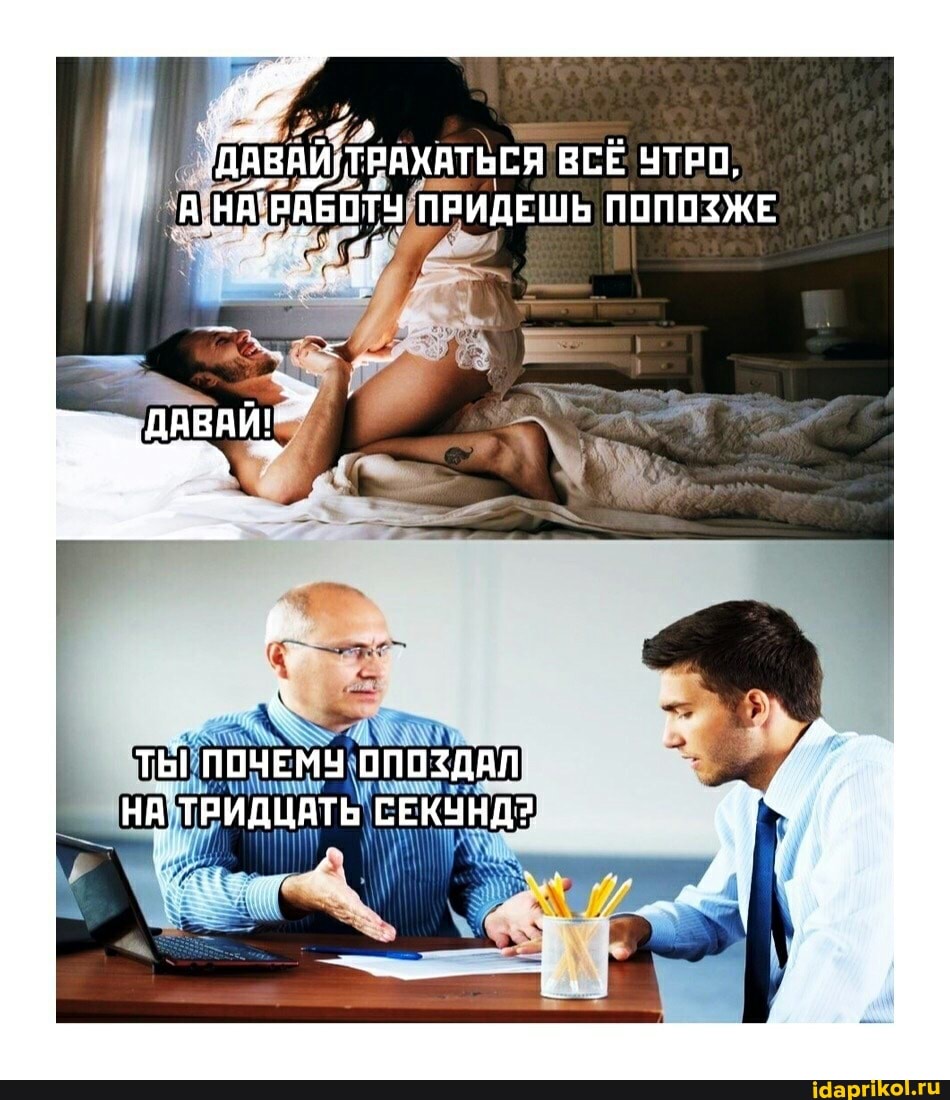 ДАВАЙ ТРАХАТЬСЯ ВСЁ УТРО,
А НА РАБОТУ ПРИДЕШЬ ПОПОЗЖЕ
ДАВАЙ!
ТЫ ПОЧЕМУ ОПОЗДАЛ
НА ТРИДЦАТЬ СЕКУНД?
idaprikol.ru